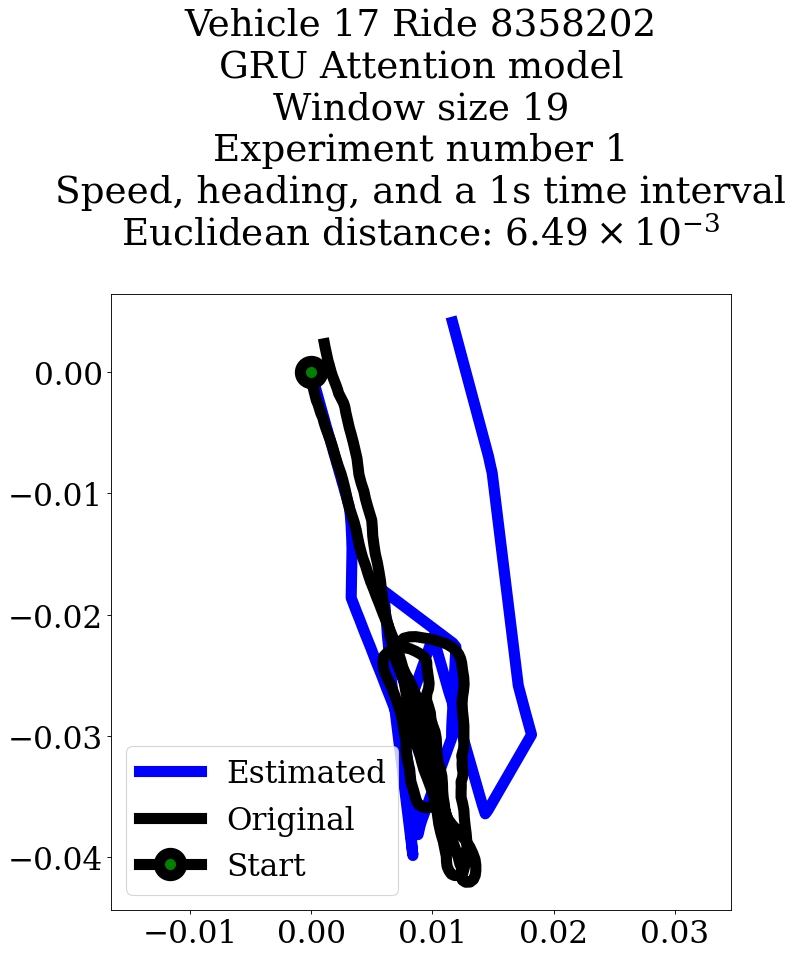 Vehicle 17 Ride 8358202
GRU Attention model
Window size 19
Experiment number 1
Speed, heading, and a 1s time interval
Euclidean distance: 6.49 × 10⁻³
0.00
−0.01
−0.02
−0.03
−0.04
Estimated
Original
Start
−0.01 0.00 0.01 0.02 0.03